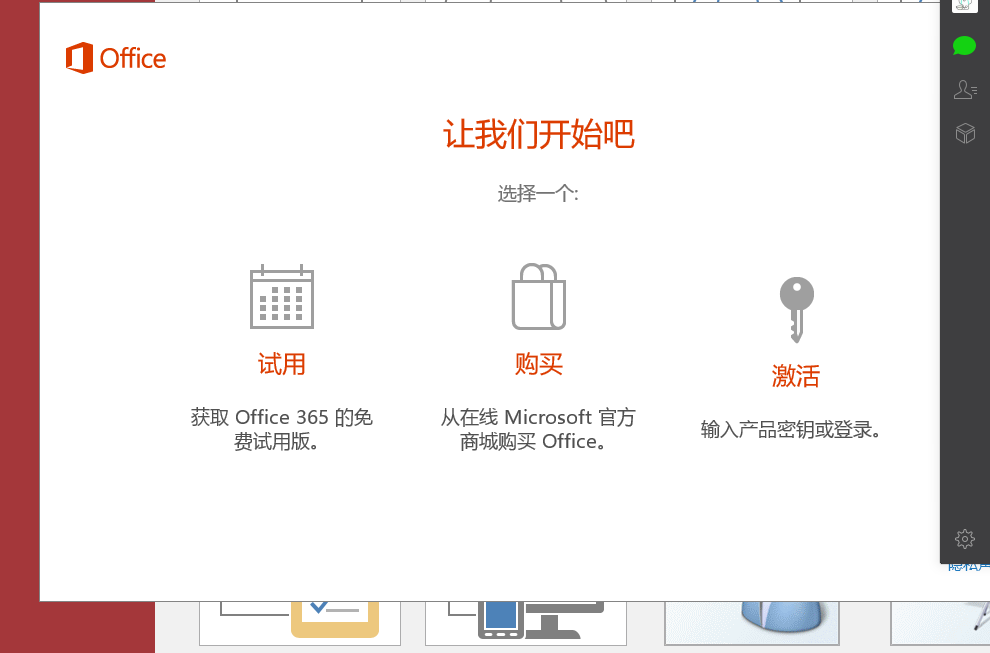 Office
让我们开始吧
选择一个:
试用
获取 Office 365 的免
费试用版。
购买
从在线 Microsoft 官方
商城购买 Office。
激活
输入产品密钥或登录。
隐私声